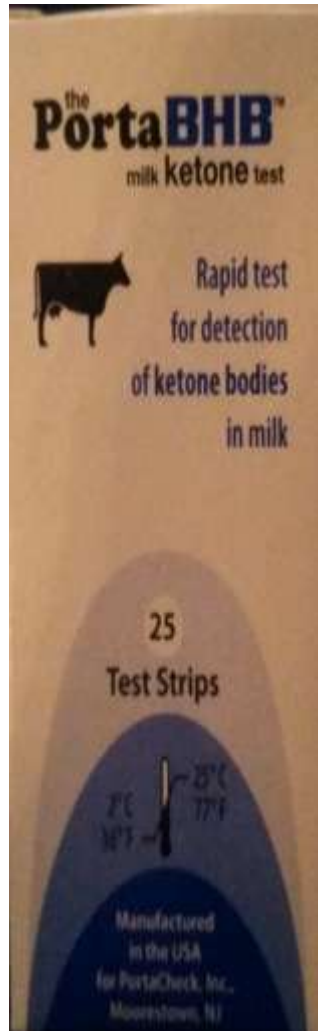 the
PortaBHB™
milk ketone test
Rapid test
for detection
of ketone bodies
in milk
25
Test Strips
25°C
2°C 77°F
36°F
Manufactured
in the USA
for PortaCheck, Inc.,
Moorestown, NJ